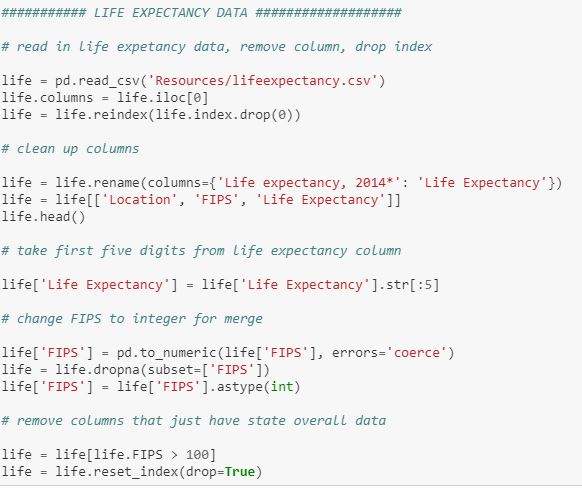 ########### LIFE EXPECTANCY DATA ###################
# read in life expetancy data, remove column, drop index
life = pd.read_csv('Resources/lifeexpectancy.csv')
life.columns = life.iloc[0]
life = life.reindex(life.index.drop(0))
# clean up columns
life = life.rename(columns={'Life expectancy, 2014*': 'Life Expectancy'})
life = life[['Location', 'FIPS', 'Life Expectancy']]
life.head()
# take first five digits from life expectancy column
life['Life Expectancy'] = life['Life Expectancy'].str[:5]
# change FIPS to integer for merge
life['FIPS'] = pd.to_numeric(life['FIPS'], errors='coerce')
life = life.dropna(subset=['FIPS'])
life['FIPS'] = life['FIPS'].astype(int)
# remove columns that just have state overall data
life = life[life.FIPS > 100]
life = life.reset_index(drop=True)